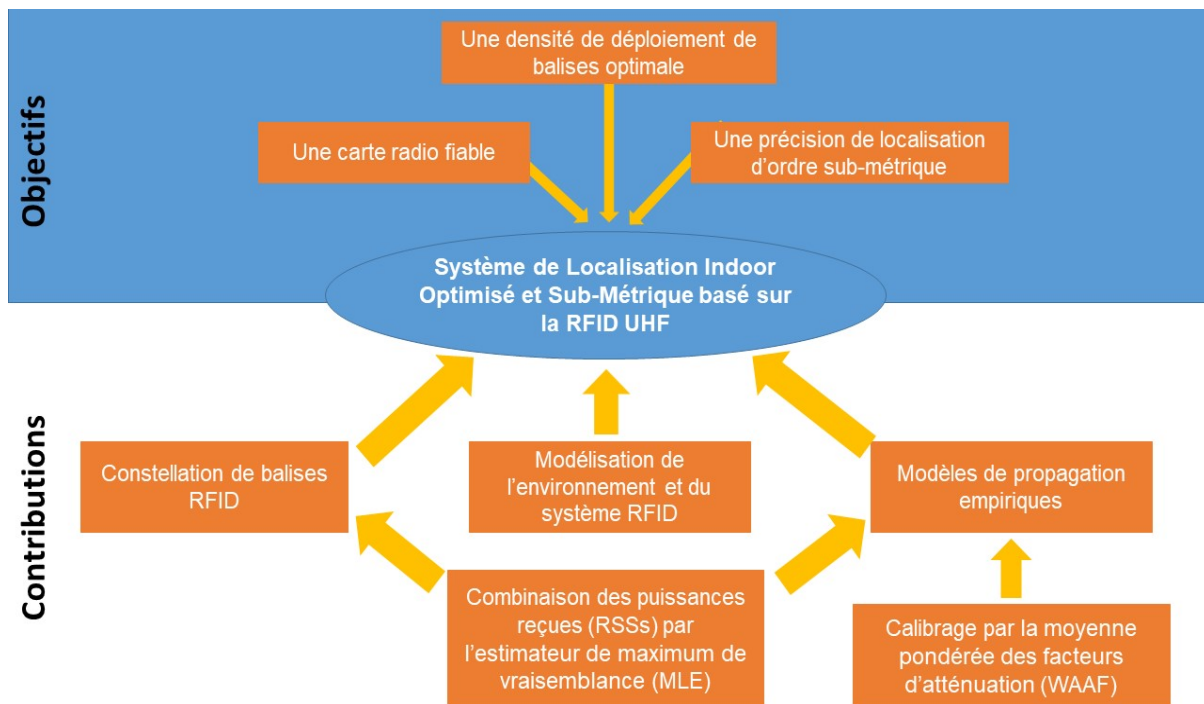 Objectifs
Une densité de déploiement de
balises optimale
Une carte radio fiable
Une précision de localisation
d'ordre sub-métrique
Système de Localisation Indoor
Optimisé et Sub-Métrique basé sur
la RFID UHF
Contributions
Constellation de balises
RFID
Modélisation de
l'environnement et du
système RFID
Modèles de propagation
empiriques
Combinaison des puissances
reçues (RSSs) par
l'estimateur de maximum de
vraisemblance (MLE)
Calibrage par la moyenne
pondérée des facteurs
d'atténuation (WAAF)